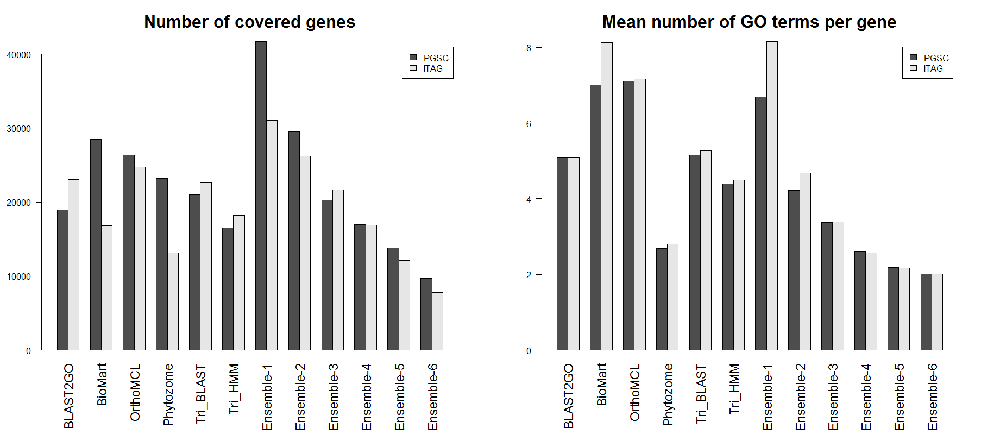 Number of covered genes
40000
30000
20000
10000
0
PGSC
ITAG
BLAST2GO
BioMart
OrthoMCL
Phytozome
Tri_BLAST
Tri_HMM
Ensemble-1
Ensemble-2
Ensemble-3
Ensemble-4
Ensemble-5
Ensemble-6
Mean number of GO terms per gene
8
6
4
2
0
PGSC
ITAG
BLAST2GO
BioMart
OrthoMCL
Phytozome
Tri_BLAST
Tri_HMM
Ensemble-1
Ensemble-2
Ensemble-3
Ensemble-4
Ensemble-5
Ensemble-6